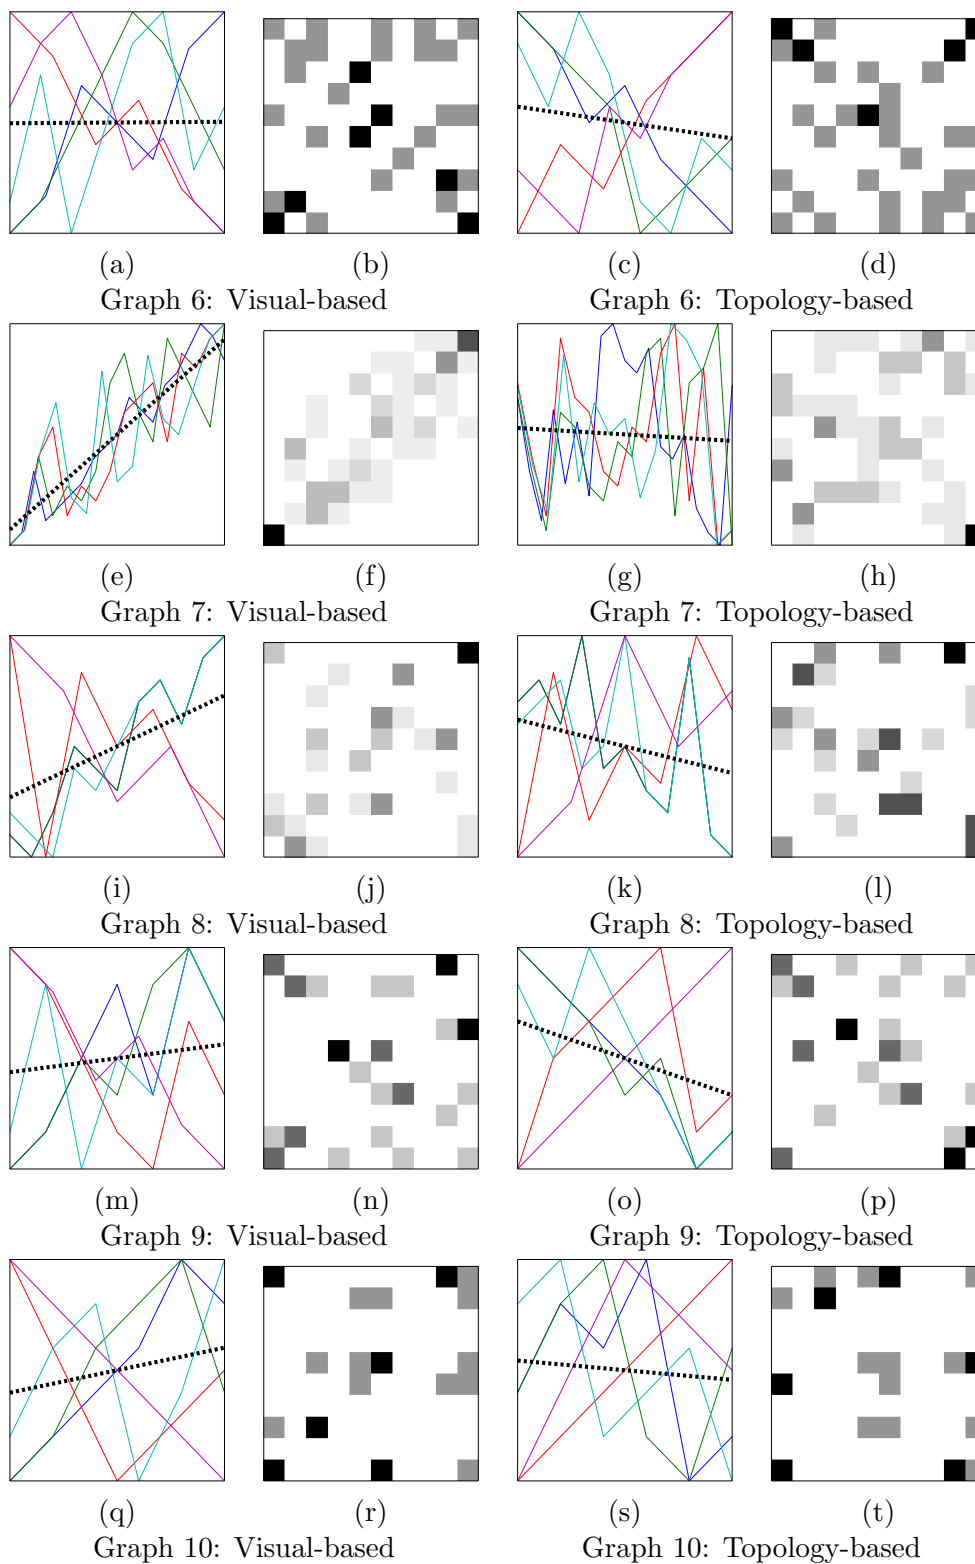 (a) (b) (c) (d)
Graph 6: Visual-based Graph 6: Topology-based
(e) (f) (g) (h)
Graph 7: Visual-based Graph 7: Topology-based
(i) (j) (k) (l)
Graph 8: Visual-based Graph 8: Topology-based
(m) (n) (o) (p)
Graph 9: Visual-based Graph 9: Topology-based
(q) (r) (s) (t)
Graph 10: Visual-based Graph 10: Topology-based